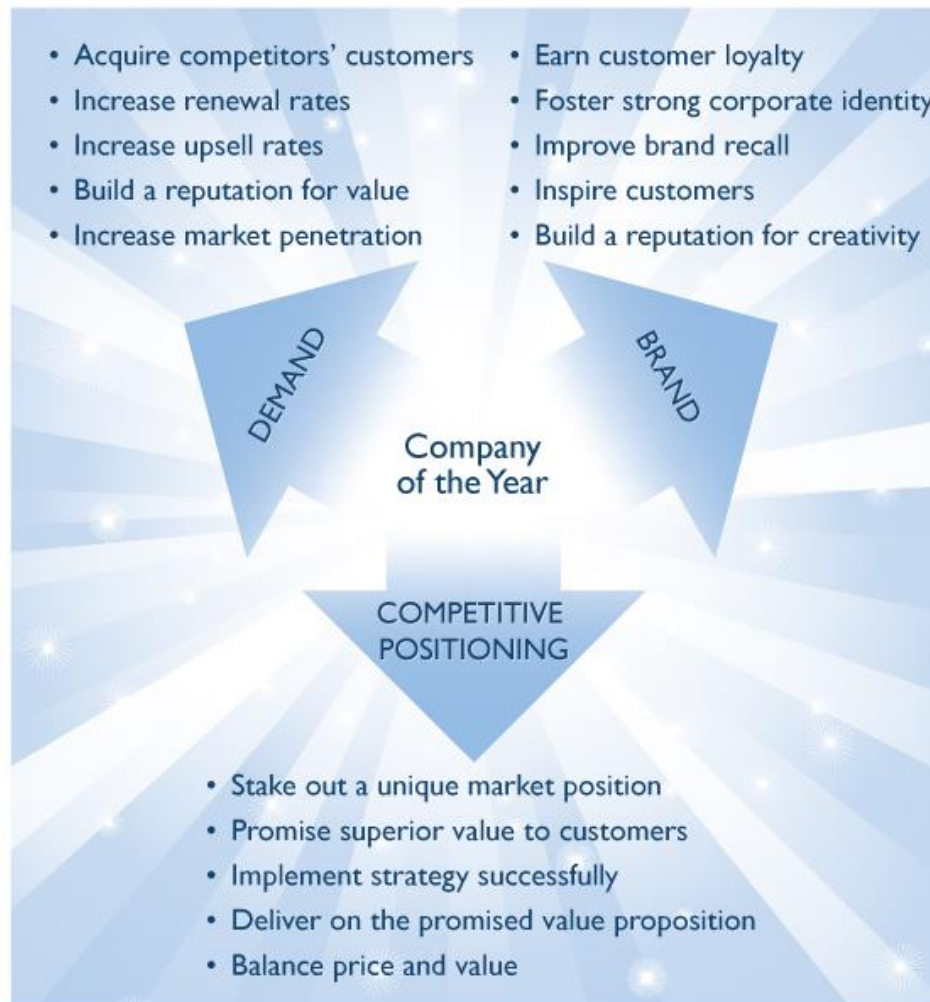 • Acquire competitors’ customers
• Increase renewal rates
• Increase upsell rates
• Build a reputation for value
• Increase market penetration
• Earn customer loyalty
• Foster strong corporate identity
• Improve brand recall
• Inspire customers
• Build a reputation for creativity
DEMAND
BRAND
Company
of the Year
COMPETITIVE
POSITIONING
• Stake out a unique market position
• Promise superior value to customers
• Implement strategy successfully
• Deliver on the promised value proposition
• Balance price and value